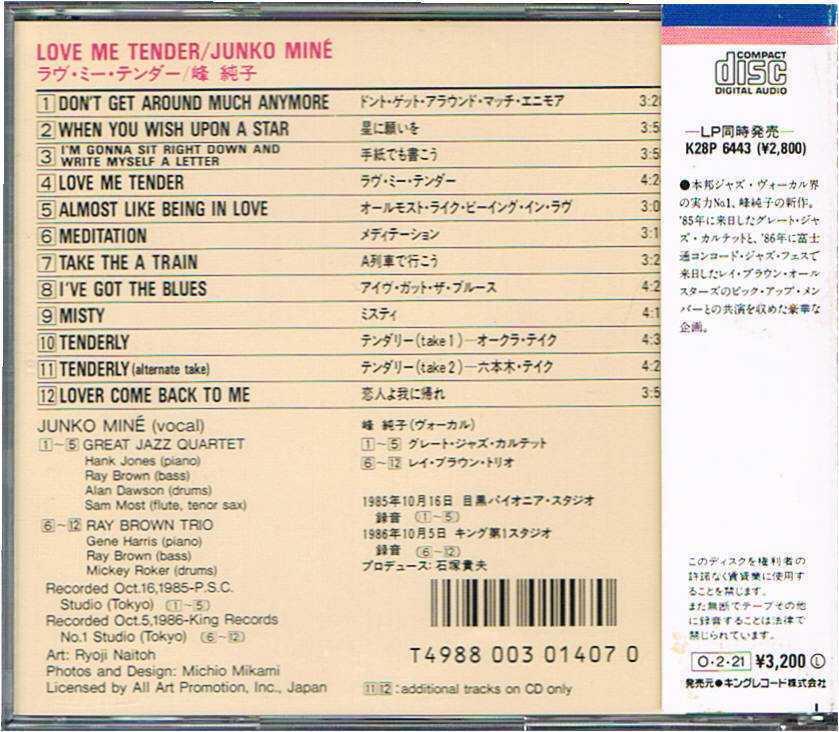 LOVE ME TENDER/JUNKO MINÉ
ラヴ・ミー・テンダー/峰 純子
1 DON'T GET AROUND MUCH ANYMORE ドント・ゲット・アラウンド・マッチ・エニモア 3:2
2 WHEN YOU WISH UPON A STAR 星に願いを 3:5
3 I'M GONNA SIT RIGHT DOWN AND
WRITE MYSELF A LETTER 手紙でも書こう 3:5
4 LOVE ME TENDER ラヴ・ミー・テンダー 4:2
5 ALMOST LIKE BEING IN LOVE オールモスト・ライク・ビーイング・イン・ラヴ 3:0
6 MEDITATION メディテーション 3:1
7 TAKE THE A TRAIN A列車で行こう 3:2
8 I'VE GOT THE BLUES アイヴ・ガット・ザ・ブルース 4:2
9 MISTY ミスティ 4:1
10 TENDERLY テンダリー(take 1)—オークラ・テイク 4:3
11 TENDERLY (alternate take) テンダリー(take 2)—六本木・テイク 4:2
12 LOVER COME BACK TO ME 恋人よ我に帰れ 3:5
JUNKO MINÉ (vocal)
1~5 GREAT JAZZ QUARTET
Hank Jones (piano)
Ray Brown (bass)
Alan Dawson (drums)
Sam Most (flute, tenor sax)
6~12 RAY BROWN TRIO
Gene Harris (piano)
Ray Brown (bass)
Mickey Roker (drums)
Recorded Oct.16,1985-P.S.C.
Studio (Tokyo) 1~5
Recorded Oct.5,1986-King Records
No.1 Studio (Tokyo) 6~12
Art: Ryoji Naitoh
Photos and Design: Michio Mikami
Licensed by All Art Promotion, Inc., Japan
峰 純子(ヴォーカル)
1~5 グレート・ジャズ・カルテット
6~12 レイ・ブラウン・トリオ
1985年10月16日 目黒パイオニア・スタジオ
録音 (1~5)
1986年10月5日 キング第1スタジオ
録音 (6~12)
プロデュース:石塚貴夫
T4988 003 01407 0
11 12:additional tracks on CD only
COMPACT
disc
DIGITAL AUDIO
—LP同時発売—
K28P 6443 (¥2,800)
●本邦ジャズ・ヴォーカル界
の実力No.1、峰純子の新作。
'85年に来日したグレート・ジャ
ズ・カルテットと、'86年に富士
通コンコード・ジャズ・フェスで
来日したレイ・ブラウン・オール
スターズのピック・アップ・メン
バーとの共演を収めた豪華な
企画。
このディスクを権利者の
許諾なく賃貸業に使用す
ることを禁じます。
また無断でテープその他
に録音することは法律で
禁じられています。
O・2・21 ¥3,200 Ⓛ
発売元●キングレコード株式会社